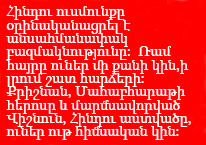 Հինդու ուսմունքը
օրինականացրել է
անսահմանափակ
բազմակնությունը: Ռամ
հայրը ուներ մի քանի կին,ի
լրումն շատ հարճերի:
Քրիշնան, Մահաբհարաթի
հերոսը և մարմնավորված
Վիշնուն, Հինդու աստվածը,
ուներ ութ հիմնական կին: